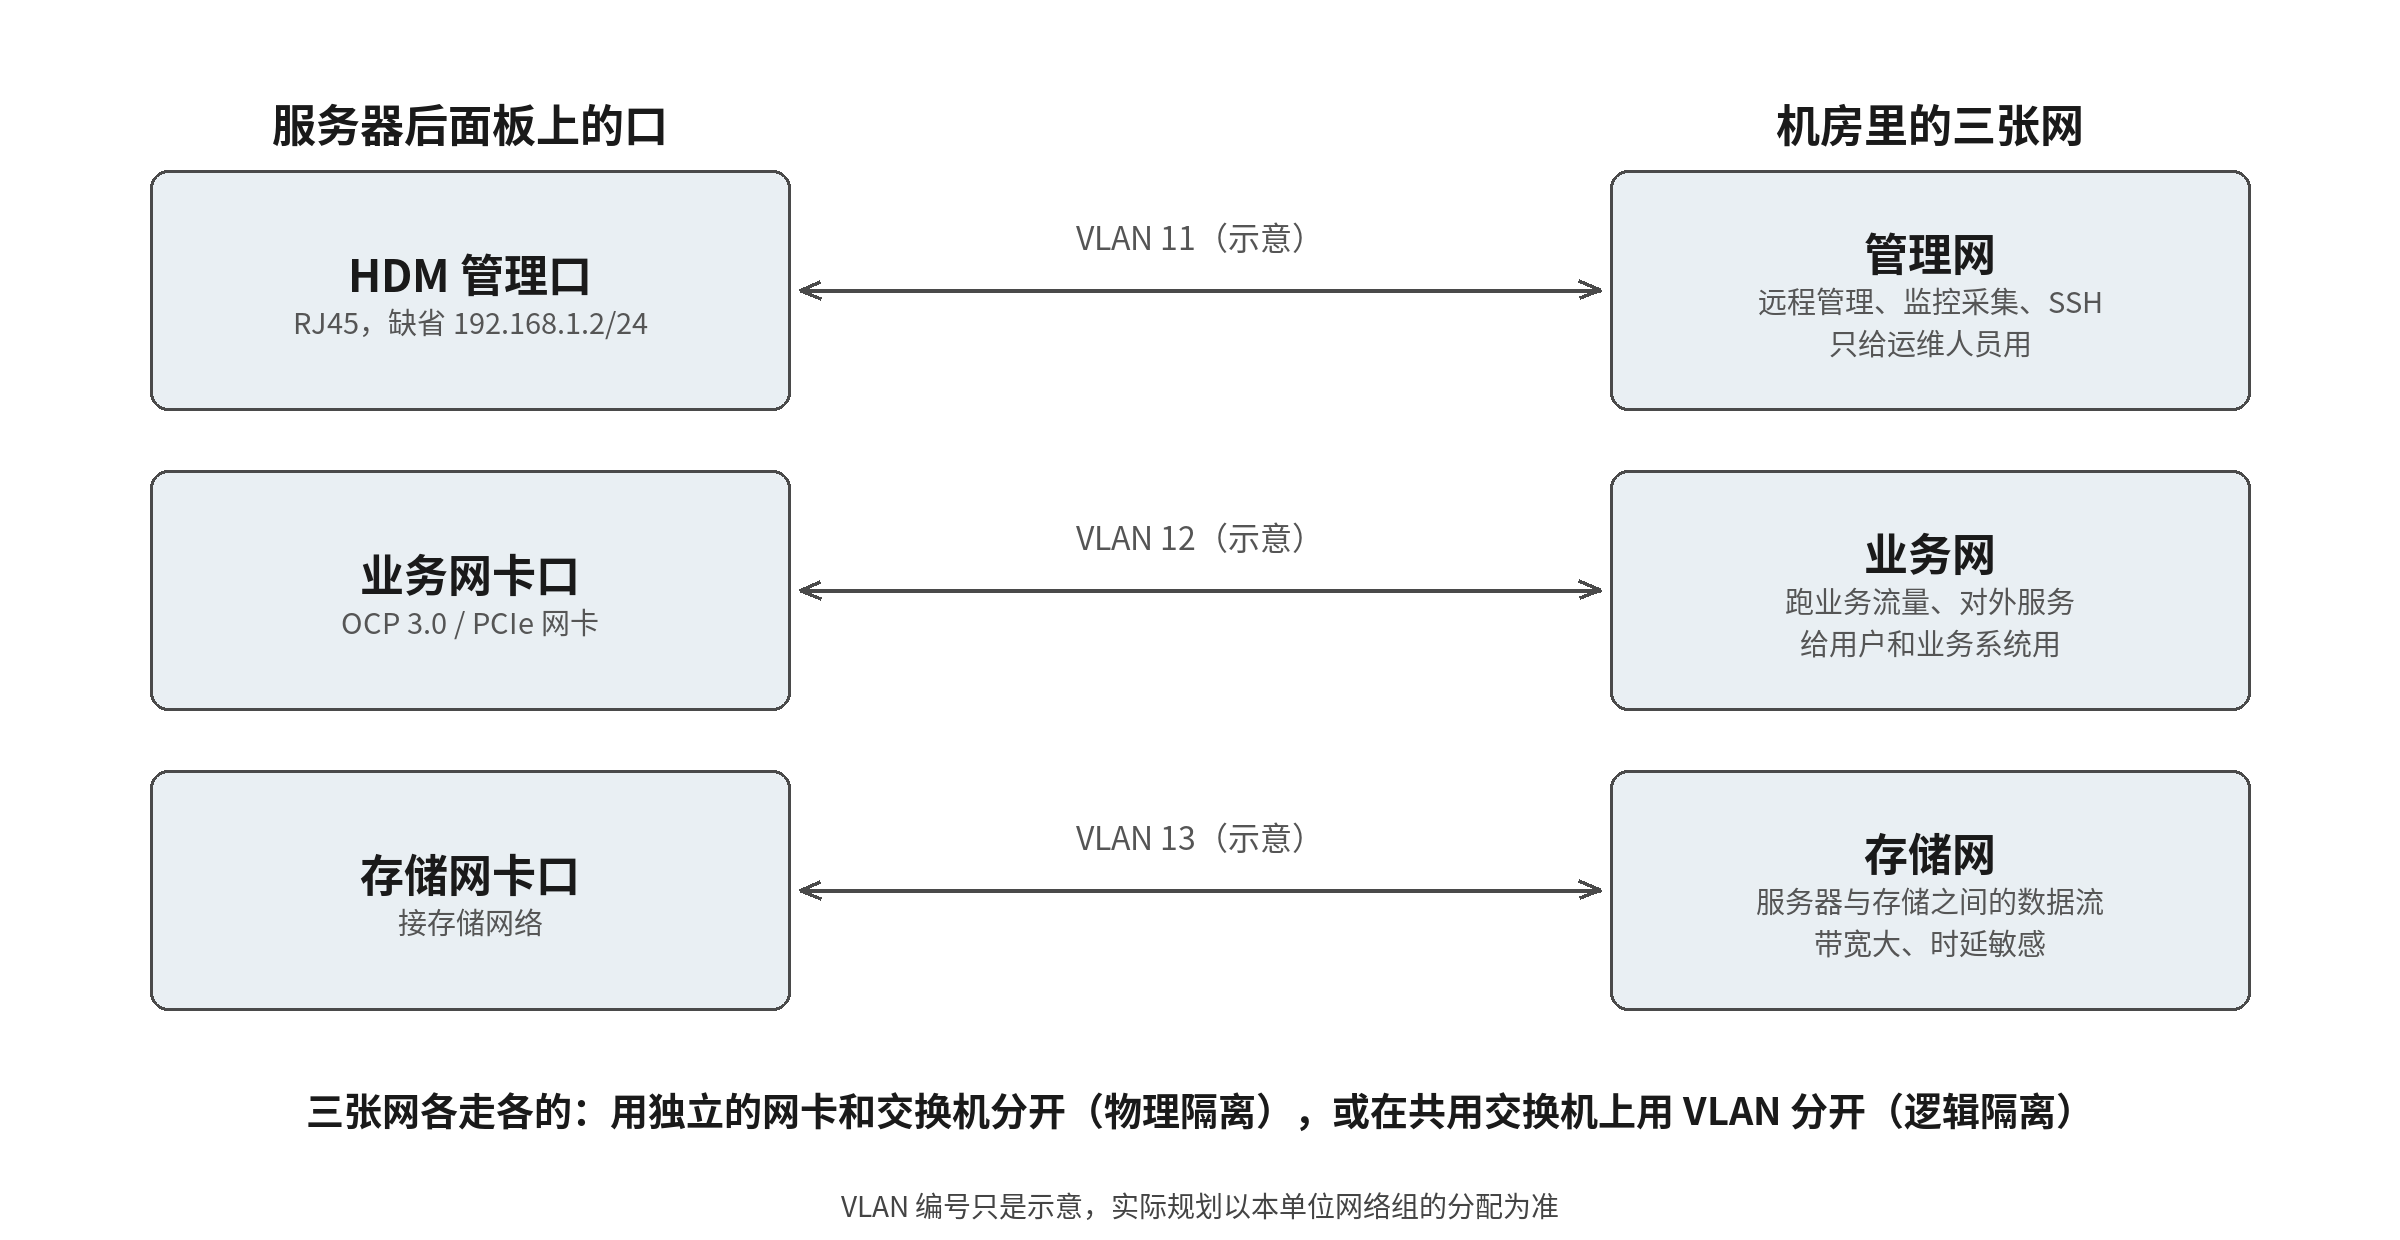 服务器后面板上的口
机房里的三张网
HDM 管理口
RJ45，缺省 192.168.1.2/24
VLAN 11（示意）
管理网
远程管理、监控采集、SSH
只给运维人员用
业务网卡口
OCP 3.0 / PCIe 网卡
VLAN 12（示意）
业务网
跑业务流量、对外服务
给用户和业务系统用
存储网卡口
接存储网络
VLAN 13（示意）
存储网
服务器与存储之间的数据流
带宽大、时延敏感
三张网各走各的：用独立的网卡和交换机分开（物理隔离），或在共用交换机上用 VLAN 分开（逻辑隔离）
VLAN 编号只是示意，实际规划以本单位网络组的分配为准